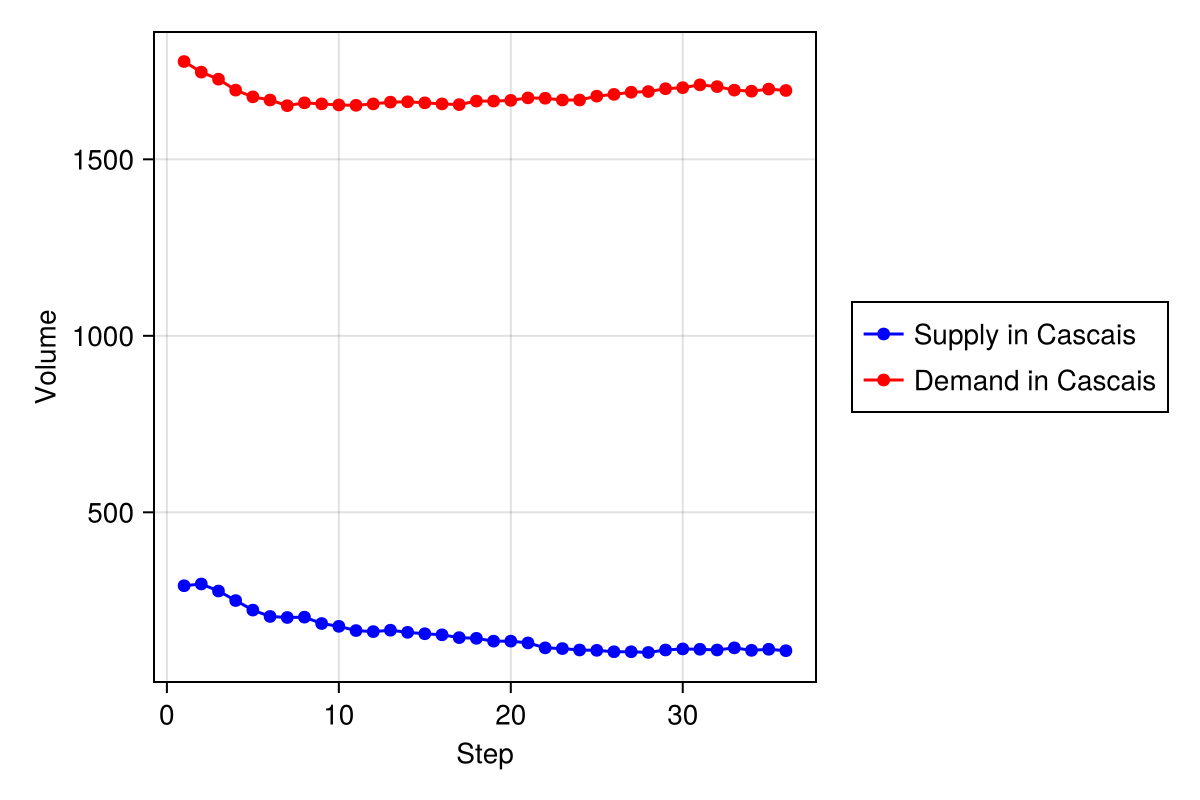 1500
1000
500
Volume
0 10 20 30
Step
Supply in Cascais
Demand in Cascais